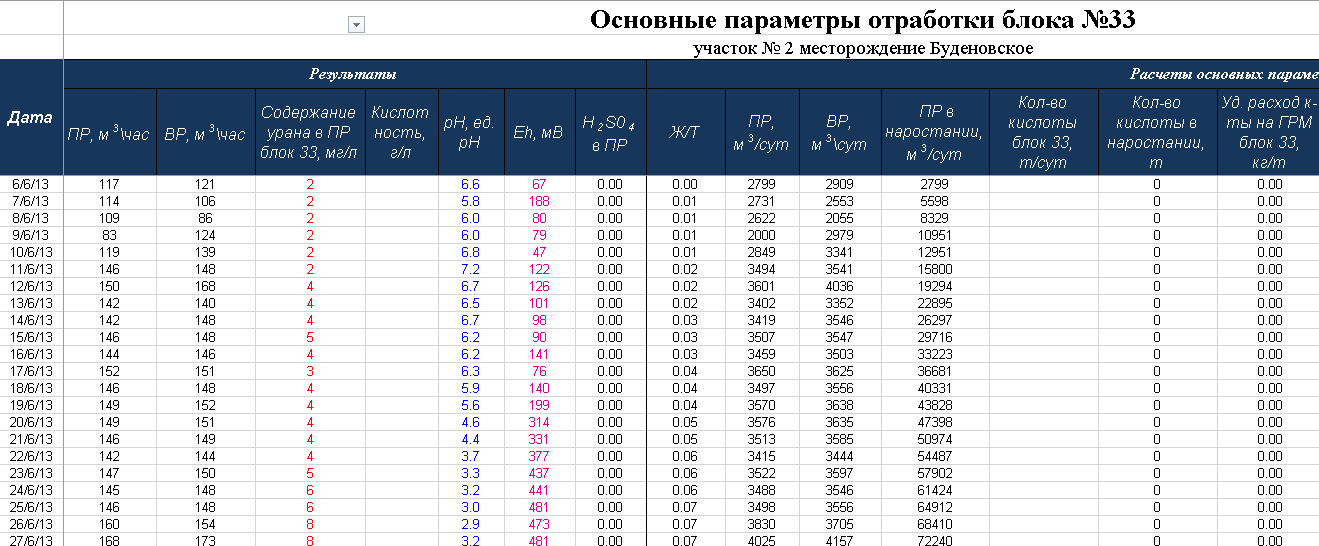 Основные параметры отработки блока №33
участок № 2 месторождение Буденовское
Дата Результаты Расчеты основных параме
ПР, м 3\час ВР, м 3\час Содержание урана в ПР блок 33, мг/л Кислот ность, г/л pH, ед. pH Eh, мВ H 2S0 4 в ПР Ж/Т ПР, м 3/сут ВР, м 3\сут ПР в наростании, м 3/сут Кол-во кислоты блок 33, т/сут Кол-во кислоты в наростании, т Уд. расход к-ты на ГРМ блок 33, кг/т
6/6/13 117 121 2 6.6 67 0.00 0.00 2799 2909 2799 0 0.00
7/6/13 114 106 2 5.8 188 0.00 0.01 2731 2553 5598 0 0.00
8/6/13 109 86 2 6.0 80 0.00 0.01 2622 2055 8329 0 0.00
9/6/13 83 124 2 6.0 79 0.00 0.01 2000 2979 10951 0 0.00
10/6/13 119 139 2 6.8 47 0.00 0.01 2849 3341 12951 0 0.00
11/6/13 146 148 2 7.2 122 0.00 0.02 3494 3541 15800 0 0.00
12/6/13 150 168 4 6.7 126 0.00 0.02 3601 4036 19294 0 0.00
13/6/13 142 140 4 6.5 101 0.00 0.02 3402 3352 22895 0 0.00
14/6/13 142 148 4 6.7 98 0.00 0.03 3419 3546 26297 0 0.00
15/6/13 146 148 5 6.2 90 0.00 0.03 3507 3547 29716 0 0.00
16/6/13 144 146 4 6.2 141 0.00 0.03 3459 3503 33223 0 0.00
17/6/13 152 151 3 6.3 76 0.00 0.04 3650 3625 36681 0 0.00
18/6/13 146 148 4 5.9 140 0.00 0.04 3497 3556 40331 0 0.00
19/6/13 149 152 4 5.6 199 0.00 0.04 3570 3638 43828 0 0.00
20/6/13 149 151 4 4.6 314 0.00 0.05 3576 3635 47398 0 0.00
21/6/13 146 149 4 4.4 331 0.00 0.05 3513 3585 50974 0 0.00
22/6/13 142 144 4 3.7 377 0.00 0.06 3415 3444 54487 0 0.00
23/6/13 147 150 5 3.3 437 0.00 0.06 3522 3597 57902 0 0.00
24/6/13 145 148 6 3.2 441 0.00 0.06 3488 3546 61424 0 0.00
25/6/13 146 148 6 3.0 481 0.00 0.07 3498 3556 64912 0 0.00
26/6/13 160 154 8 2.9 473 0.00 0.07 3830 3705 68410 0 0.00
27/6/13 168 173 8 3.2 481 0.00 0.07 4025 4157 72240 0 0.00